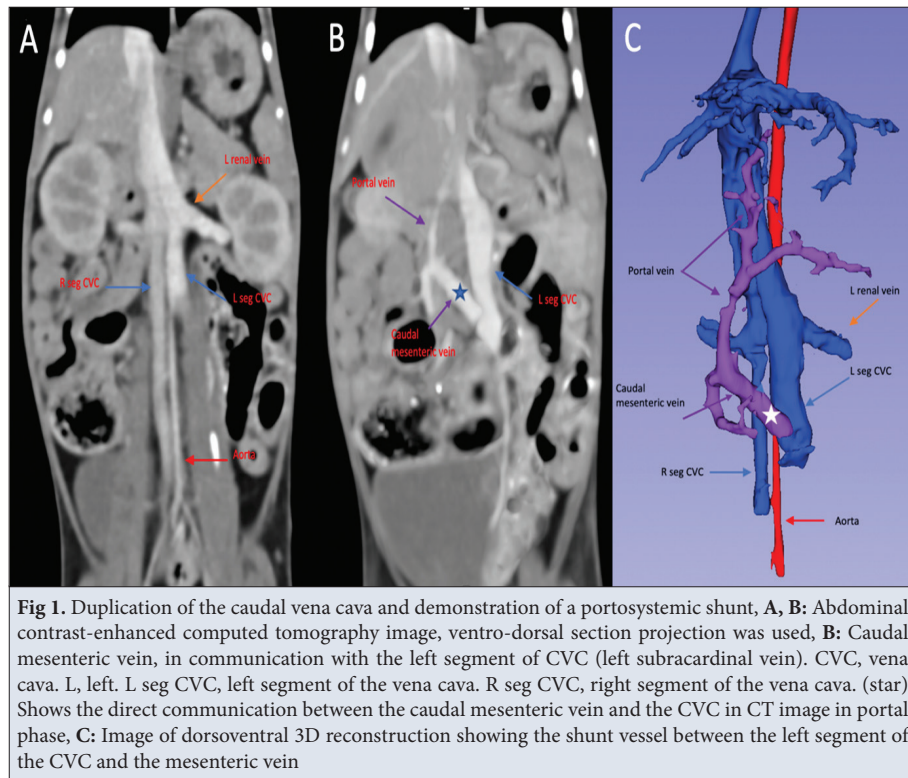 A
L renal vein
R seg CVC
L seg CVC
Aorta
B
Portal vein
L seg CVC
Caudal
mesenteric vein
C
Portal vein
L renal vein
L seg CVC
Caudal
mesenteric vein
R seg CVC
Aorta
Fig 1. Duplication of the caudal vena cava and demonstration of a portosystemic shunt, A, B: Abdominal
contrast-enhanced computed tomography image, ventro-dorsal section projection was used, B: Caudal
mesenteric vein, in communication with the left segment of CVC (left subracardinal vein). CVC, vena
cava. L, left. L seg CVC, left segment of the vena cava. R seg CVC, right segment of the vena cava. (star)
Shows the direct communication between the caudal mesenteric vein and the CVC in CT image in portal
phase, C: Image of dorsoventral 3D reconstruction showing the shunt vessel between the left segment of
the CVC and the mesenteric vein